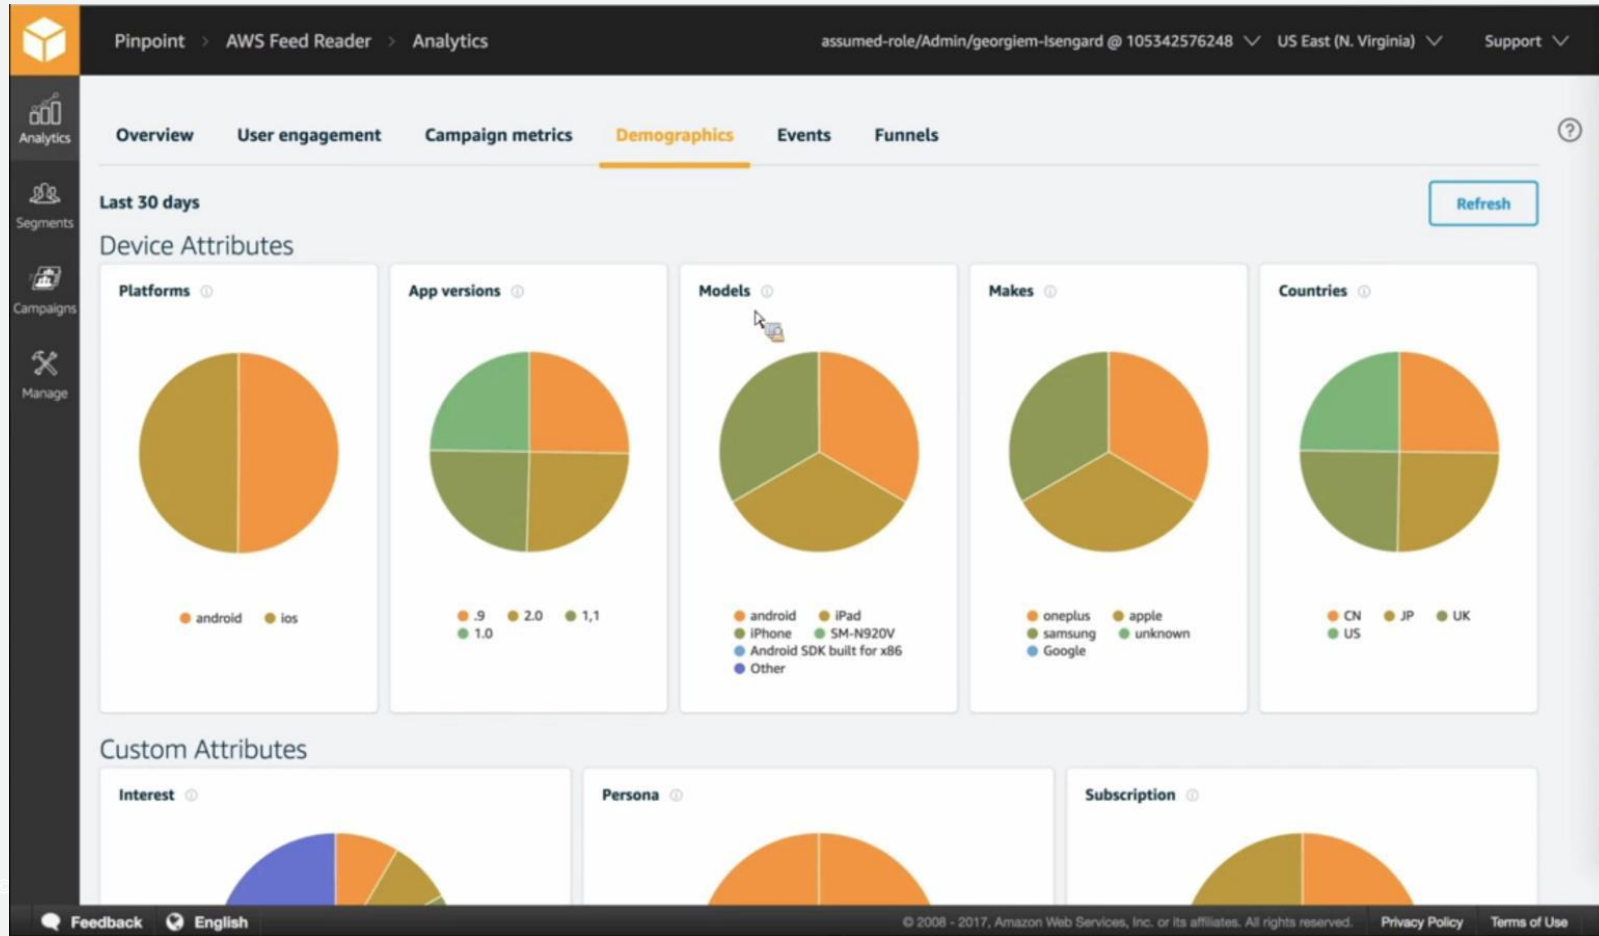 Pinpoint > AWS Feed Reader > Analytics
assumed-role/Admin/georgiem-Isengard @ 105342576248
US East (N. Virginia)
Support
Analytics
Segments
Campaigns
Manage
Overview
User engagement
Campaign metrics
Demographics
Events
Funnels
?
Last 30 days
Refresh
Device Attributes
Platforms
android
ios
App versions
.9
2.0
1,1
1.0
Models
android
iPad
iPhone
SM-N920V
Android SDK built for x86
Other
Makes
oneplus
apple
samsung
unknown
Google
Countries
CN
JP
UK
US
Custom Attributes
Interest
Persona
Subscription
Feedback
English
© 2008 - 2017, Amazon Web Services, Inc. or its affiliates. All rights reserved.
Privacy Policy
Terms of Use